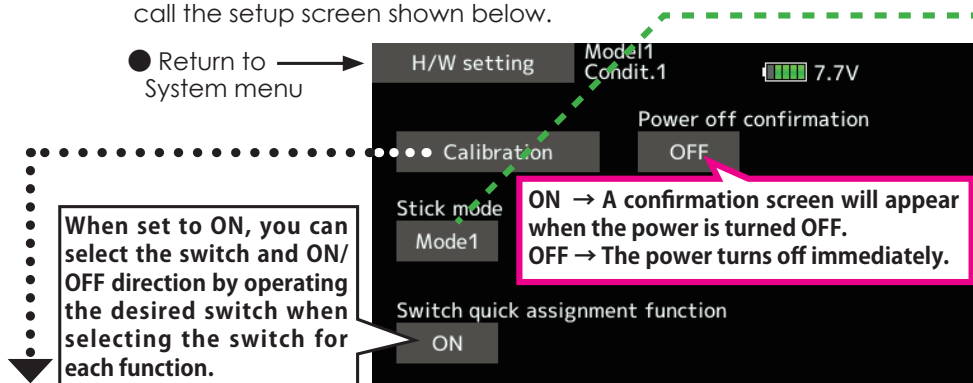 call the setup screen shown below.
● Return to
System menu
H/W setting
Model1
Condit.1
7.7V
Power off confirmation
Calibration
OFF
Stick mode
Mode1
ON → A confirmation screen will appear
when the power is turned OFF.
OFF → The power turns off immediately.
When set to ON, you can
select the switch and ON/
OFF direction by operating
the desired switch when
selecting the switch for
each function.
Switch quick assignment function
ON